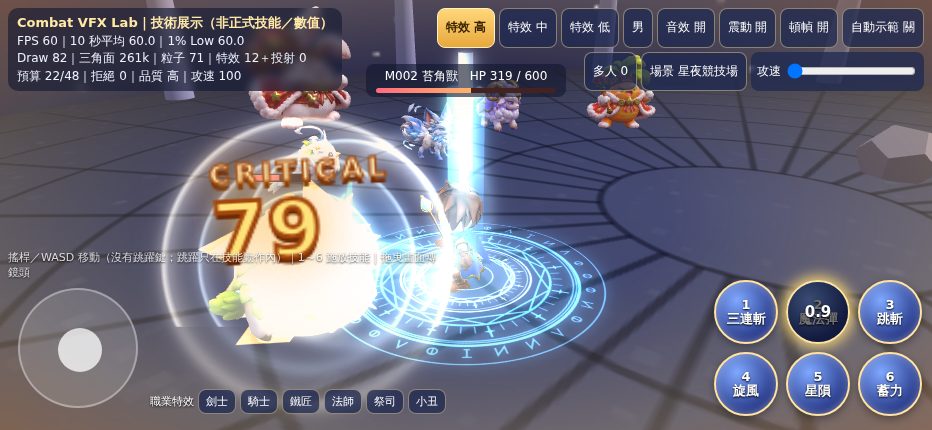 Combat VFX Lab｜技術展示（非正式技能／數值）
FPS 60｜10 秒平均 60.0｜1% Low 60.0
Draw 82｜三角面 261k｜粒子 71｜特效 12＋投射 0
預算 22/48｜拒絕 0｜品質 高｜攻速 100
特效 高
特效 中
特效 低
男
音效 開
震動 開
頓幀 開
自動示範 關
多人 0
場景 星夜競技場
攻速
M002 苔角獸 HP 319 / 600
CRITICAL
79
搖桿／WASD 移動（沒有跳躍鍵；跳躍只在技能動作內）｜1～6 施放技能｜拖曳畫面轉
鏡頭
1
三連斬
2
魔法彈
0.9
3
跳斬
4
旋風
5
星隕
6
蓄力
職業特效
劍士
騎士
鐵匠
法師
祭司
小丑